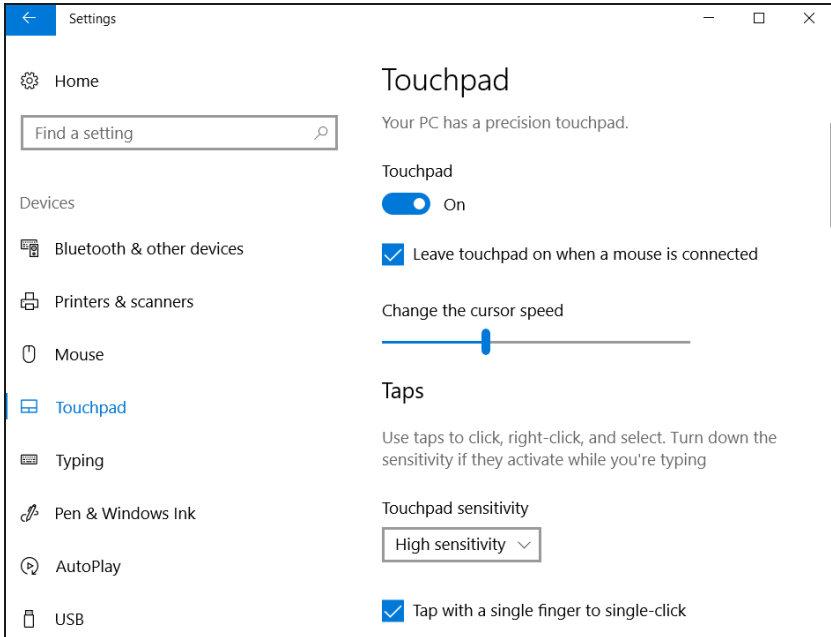 Settings
Home
Find a setting
Devices
Bluetooth & other devices
Printers & scanners
Mouse
Touchpad
Typing
Pen & Windows Ink
AutoPlay
USB
Touchpad
Your PC has a precision touchpad.
Touchpad
On
Leave touchpad on when a mouse is connected
Change the cursor speed
Taps
Use taps to click, right-click, and select. Turn down the
sensitivity if they activate while you're typing
Touchpad sensitivity
High sensitivity
Tap with a single finger to single-click